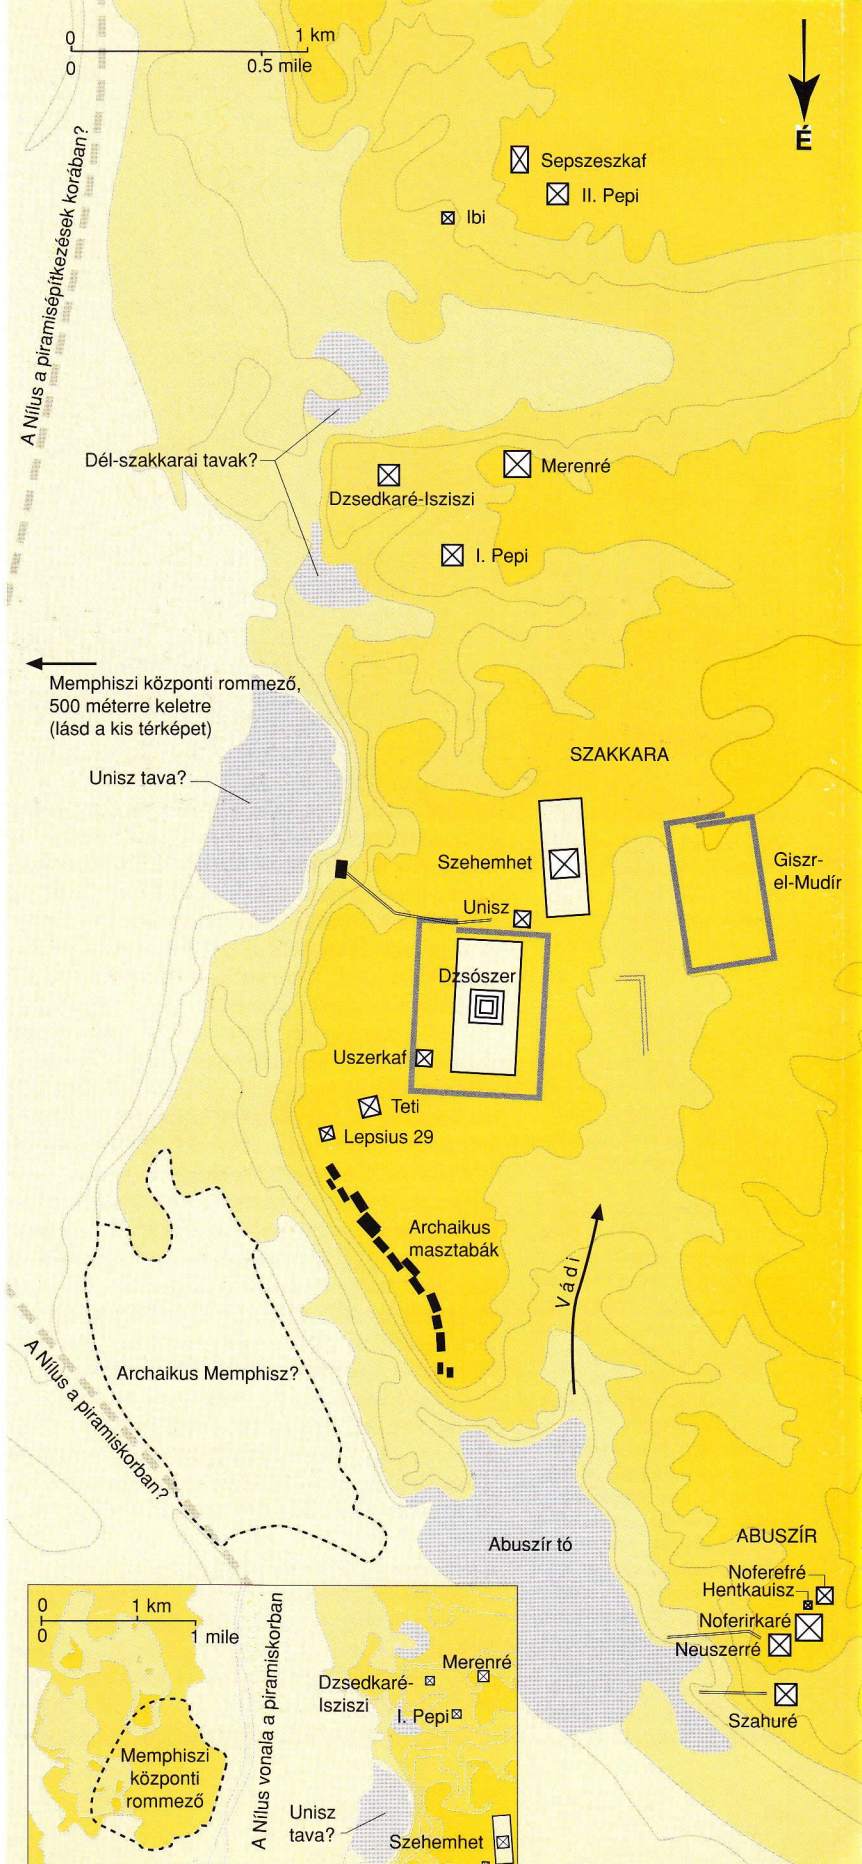 0 1 km
0 0.5 mile
É
A Nílus a piramisépítkezések korában?
Sepszeszkaf
II. Pepi
Ibi
Dél-szakkarai tavak?
Merenré
Dzsedkaré-Isziszi
I. Pepi
Memphiszi központi rommező,
500 méterre keletre
(lásd a kis térképet)
SZAKKARA
Unisz tava?
Szehemhet
Giszr-
el-Mudír
Unisz
Dzsószer
Uszerkaf
Teti
Lepsius 29
Archaikus
masztabák
Vádi
A Nílus a piramiskorban?
Archaikus Memphisz?
Abuszír tó
ABUSZÍR
Noferefré
Hentkauisz
Noferirkaré
Neuszerré
Szahuré
0 1 km
0 1 mile
A Nílus vonala a piramiskorban
Merenré
Dzsedkaré-
Isziszi
I. Pepi
Memphiszi
központi
rommező
Unisz
tava?
Szehemhet